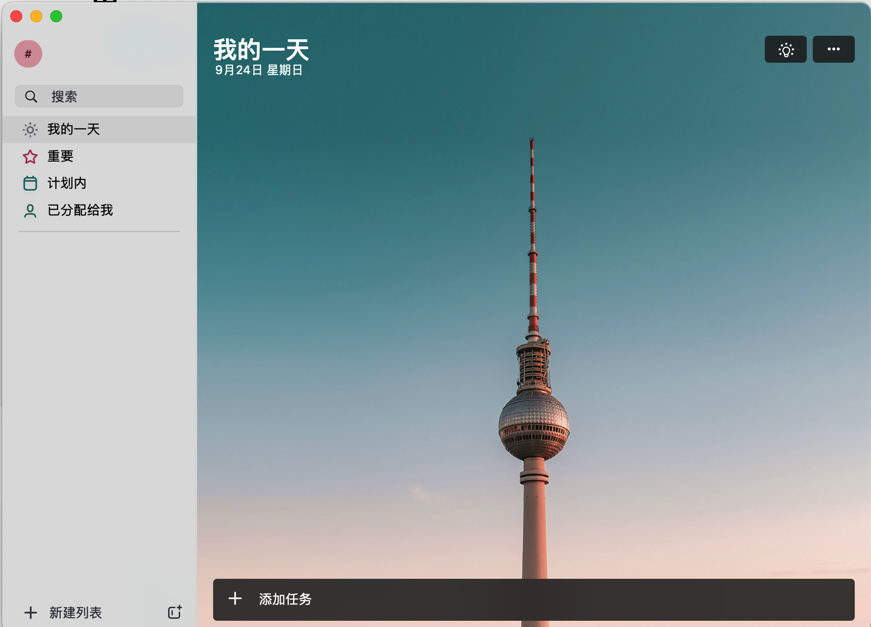 #
搜索
我的一天
重要
计划内
已分配给我
新建列表
我的一天
9月24日 星期日
添加任务